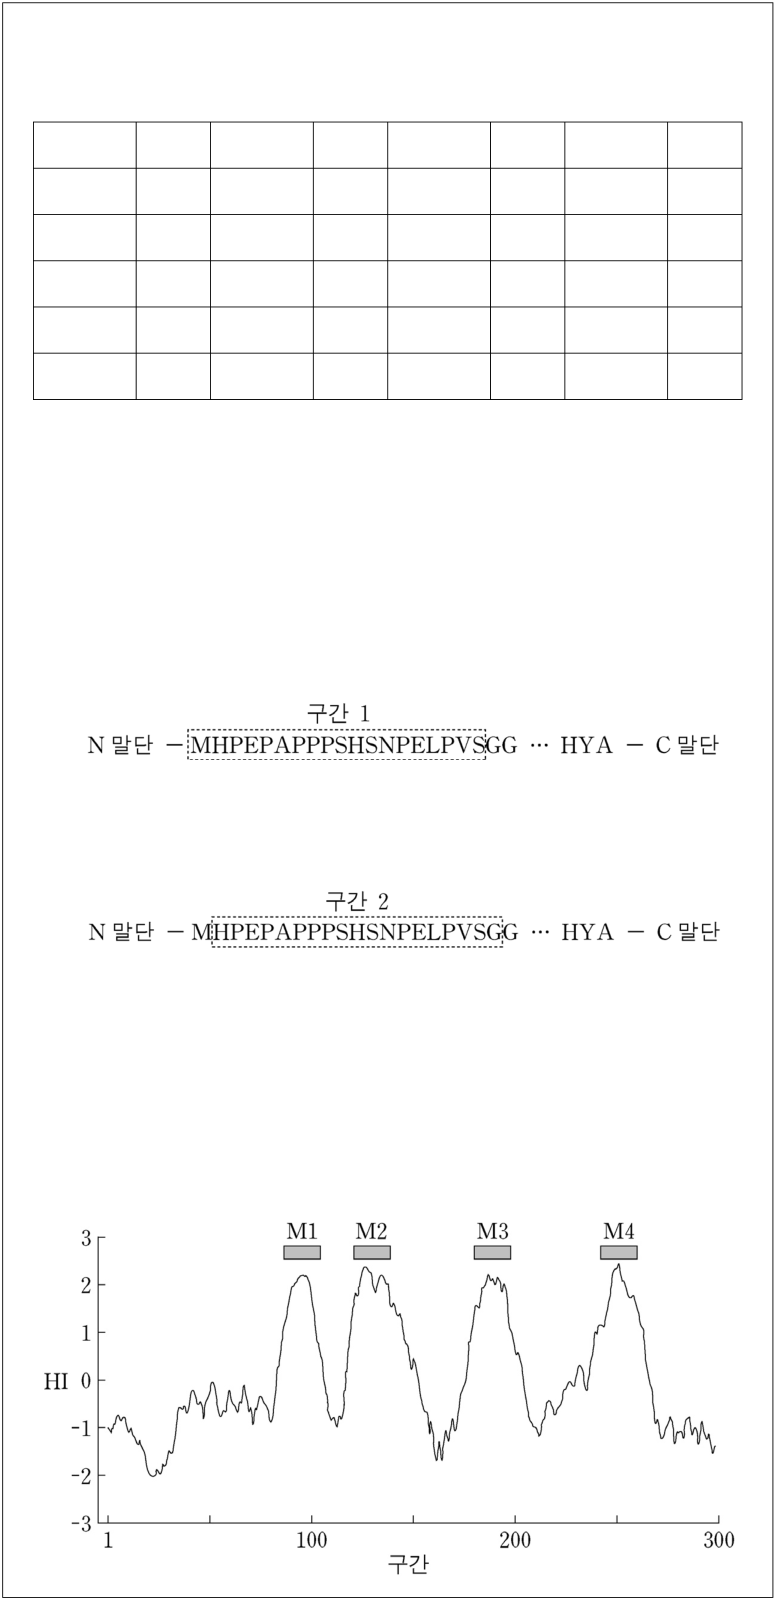 구간 1
N 말단 － MHPEPAPPPSHSNPELPVSGG ⋯ HYA － C 말단
구간 2
N 말단 － MHPEPAPPPSHSNPELPVSGG ⋯ HYA － C 말단
M1 M2 M3 M4
3
2
1
HI 0
-1
-2
-3
1 100 200 300
구간